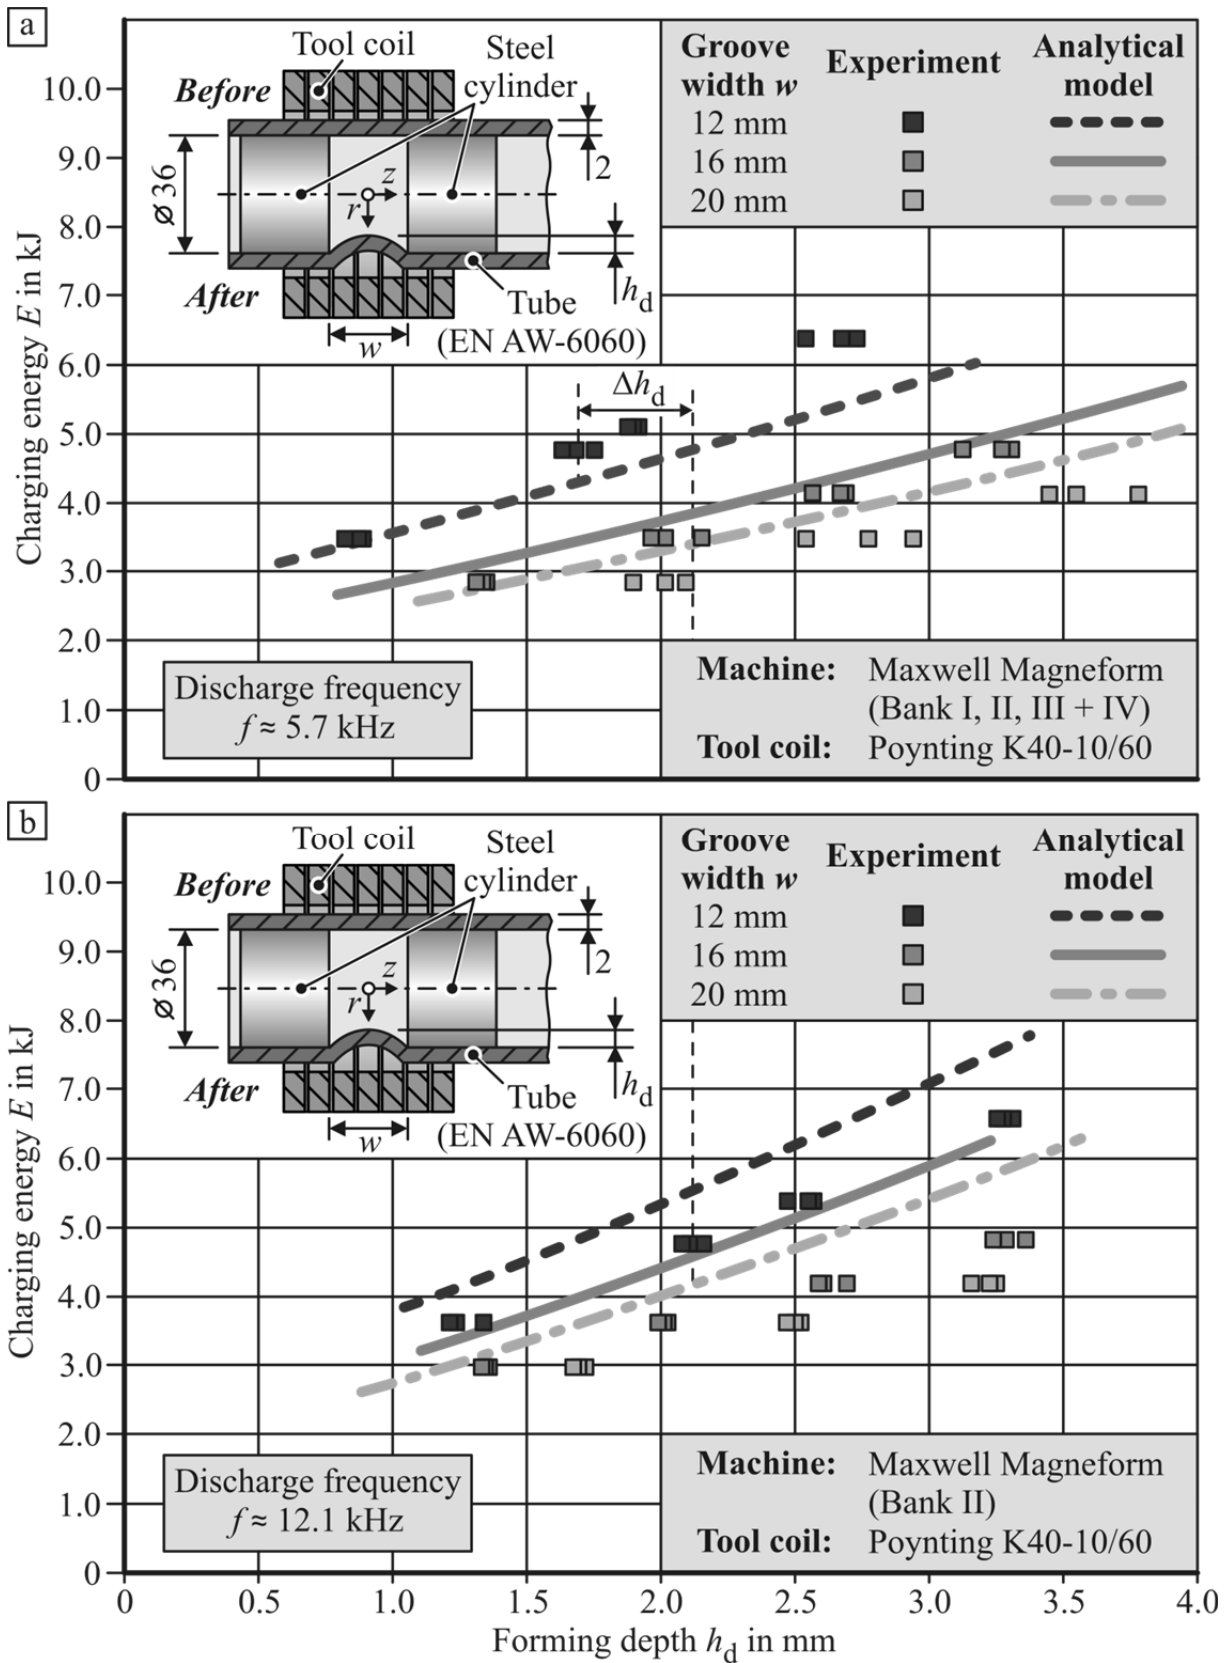 a
Charging energy E in kJ
10.0
9.0
8.0
7.0
6.0
5.0
4.0
3.0
2.0
1.0
0
Tool coil
Steel
cylinder
Before
⌀ 36
2
z
r
After
w
h_d
Tube
(EN AW-6060)
Groove
width w
Experiment
Analytical
model
12 mm
16 mm
20 mm
Δh_d
Discharge frequency
f ≈ 5.7 kHz
Machine: Maxwell Magneform
(Bank I, II, III + IV)
Tool coil: Poynting K40-10/60
b
Charging energy E in kJ
10.0
9.0
8.0
7.0
6.0
5.0
4.0
3.0
2.0
1.0
0
Tool coil
Steel
cylinder
Before
⌀ 36
2
z
r
After
w
h_d
Tube
(EN AW-6060)
Groove
width w
Experiment
Analytical
model
12 mm
16 mm
20 mm
Discharge frequency
f ≈ 12.1 kHz
Machine: Maxwell Magneform
(Bank II)
Tool coil: Poynting K40-10/60
0 0.5 1.0 1.5 2.0 2.5 3.0 3.5 4.0
Forming depth h_d in mm